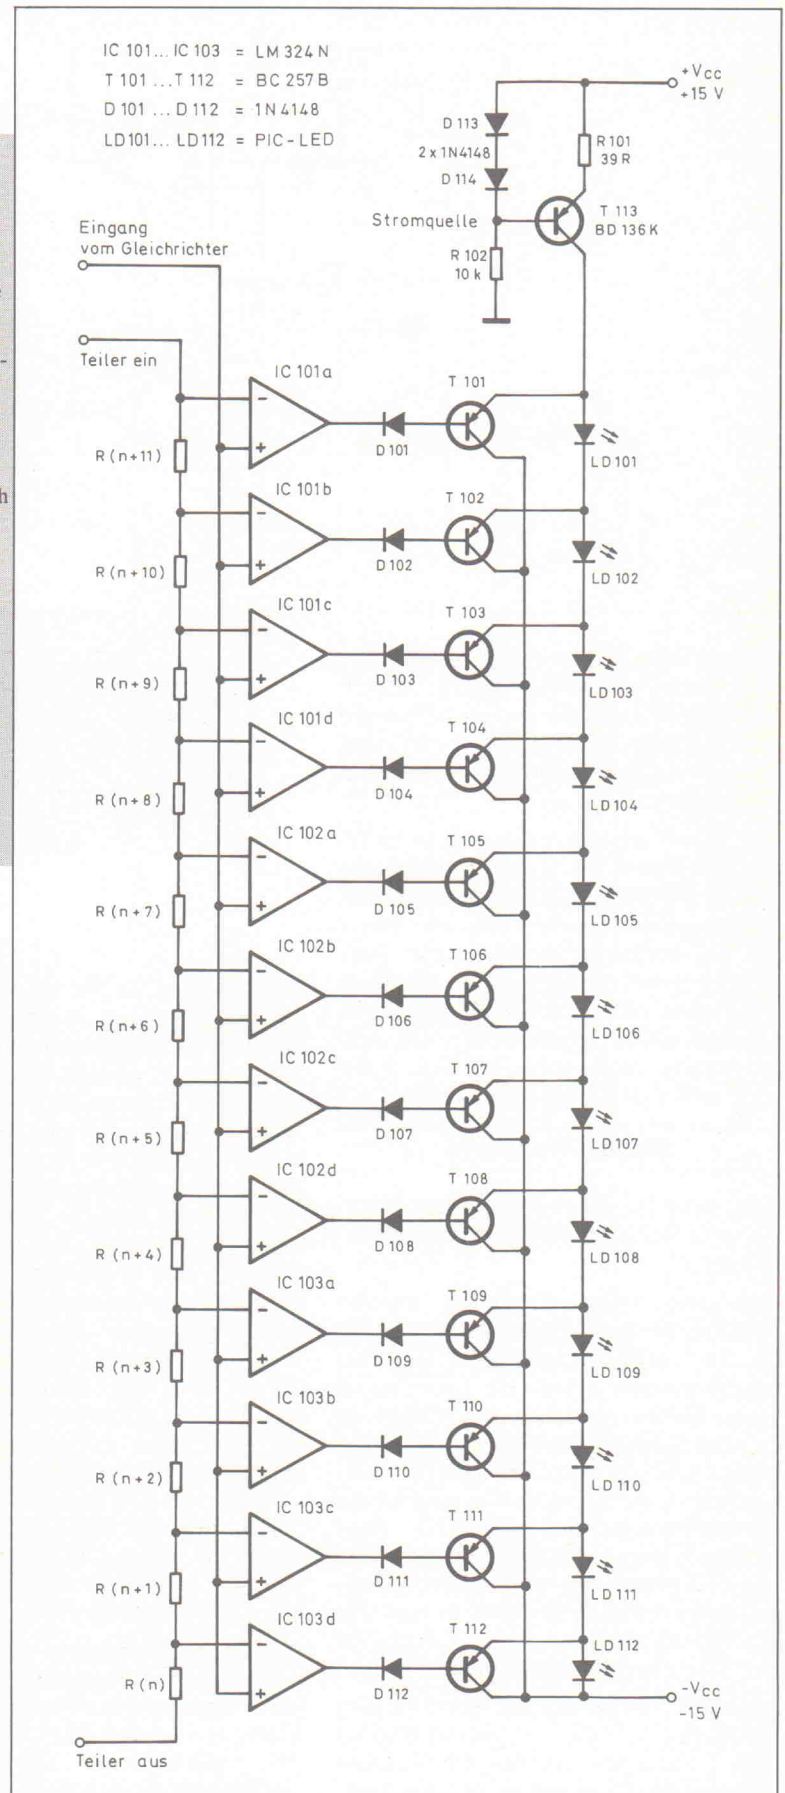 IC 101... IC 103 = LM 324 N
T 101 ... T 112 = BC 257 B
D 101 ... D 112 = 1N 4148
LD101... LD 112 = PIC-LED
+Vcc
+15 V
D 113
2 x 1N4148
D 114
R 101
39 R
T 113
BD 136 K
Stromquelle
R 102
10 k
Eingang
vom Gleichrichter
Teiler ein
IC 101a
T 101
R (n+11)
D 101
LD 101
IC 101b
T 102
R (n+10)
D 102
LD 102
IC 101c
T 103
R (n+9)
D 103
LD 103
IC 101d
T 104
R (n+8)
D 104
LD 104
IC 102a
T 105
R (n+7)
D 105
LD 105
IC 102b
T 106
R (n+6)
D 106
LD 106
IC 102c
T 107
R (n+5)
D 107
LD 107
IC 102d
T 108
R (n+4)
D 108
LD 108
IC 103a
T 109
R (n+3)
D 109
LD 109
IC 103b
T 110
R (n+2)
D 110
LD 110
IC 103c
T 111
R (n+1)
D 111
LD 111
IC 103d
T 112
LD 112
R (n)
D 112
-Vcc
-15 V
Teiler aus